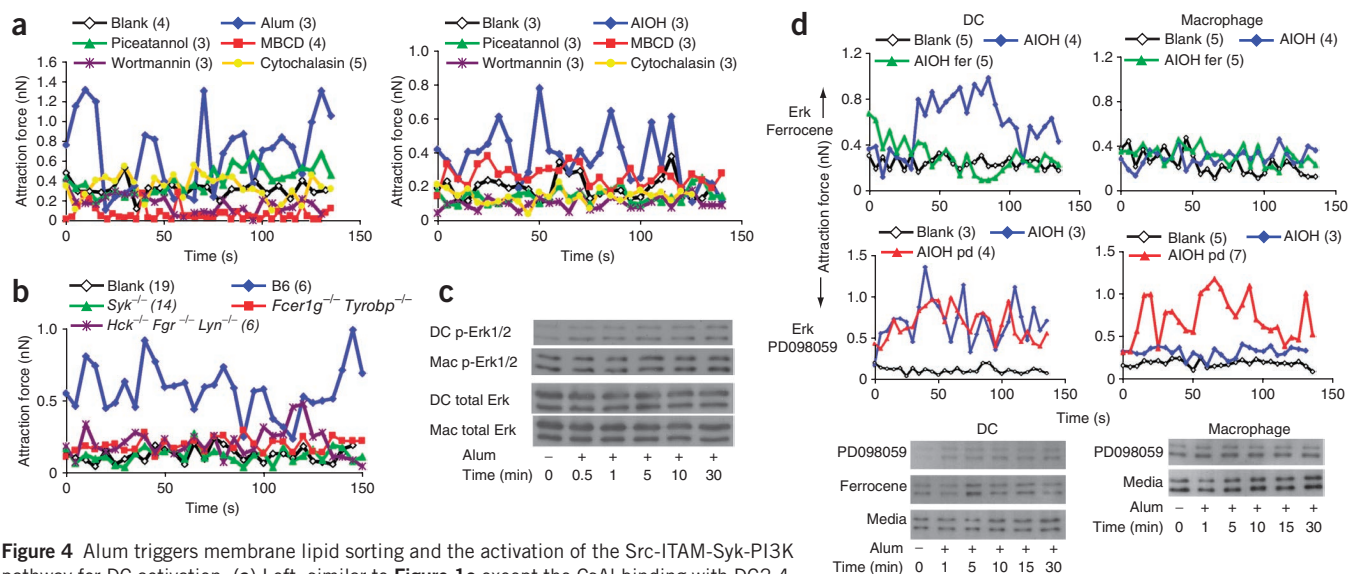 a
Blank (4) Alum (3)
Piceatannol (3) MBCD (4)
Wortmannin (3) Cytochalasin (5)
Attraction force (nN)
1.6
1.4
1.2
1.0
0.8
0.6
0.4
0.2
0
0 50 100 150
Time (s)
Blank (3) AlOH (3)
Piceatannol (3) MBCD (3)
Wortmannin (3) Cytochalasin (3)
Attraction force (nN)
1.0
0.8
0.6
0.4
0.2
0
0 50 100 150
Time (s)
b
Blank (19) B6 (6)
Syk–/– (14) Fcer1g–/– Tyrobp–/–
Hck–/– Fgr –/– Lyn–/– (6)
Attraction force (nN)
1.0
0.5
0
0 50 100 150
Time (s)
c
DC p-Erk1/2
Mac p-Erk1/2
DC total Erk
Mac total Erk
Alum – + + + + +
Time (min) 0 0.5 1 5 10 30
d
DC
Blank (5) AlOH (4)
AlOH fer (5)
1.2
0.8
0.4
0
0 50 100 150
Macrophage
Blank (5) AlOH (4)
AlOH fer (5)
1.2
0.8
0.4
0
0 50 100 150
Erk
Ferrocene
Attraction force (nN)
Erk
PD098059
Blank (3) AlOH (3)
AlOH pd (4)
1.5
1.0
0.5
0
0 50 100 150
Blank (5) AlOH (3)
AlOH pd (7)
1.5
1.0
0.5
0
0 50 100 150
Time (s)
DC
PD098059
Ferrocene
Media
Alum – + + + + +
Time (min) 0 1 5 10 15 30
Macrophage
PD098059
Media
Alum – + + + + +
Time (min) 0 1 5 10 15 30
Figure 4 Alum triggers membrane lipid sorting and the activation of the Src-ITAM-Syk-PI3K